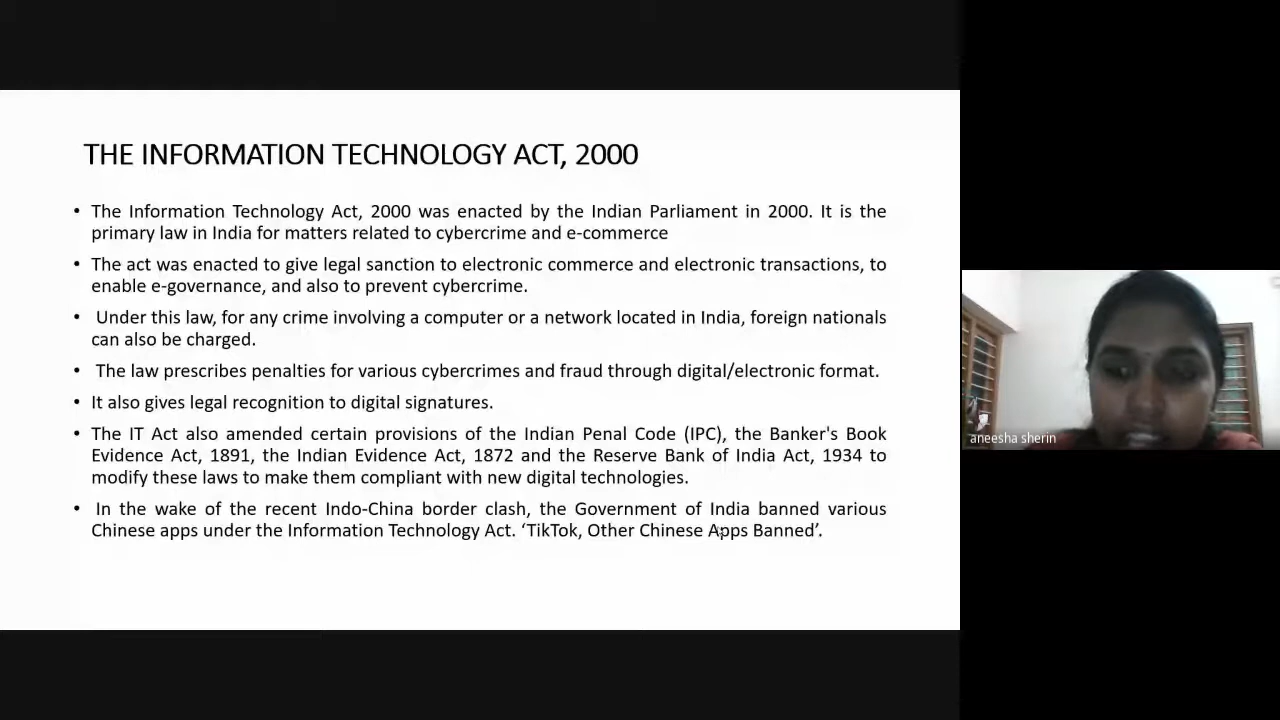 THE INFORMATION TECHNOLOGY ACT, 2000
• The Information Technology Act, 2000 was enacted by the Indian Parliament in 2000. It is the
primary law in India for matters related to cybercrime and e-commerce
• The act was enacted to give legal sanction to electronic commerce and electronic transactions, to
enable e-governance, and also to prevent cybercrime.
• Under this law, for any crime involving a computer or a network located in India, foreign nationals
can also be charged.
• The law prescribes penalties for various cybercrimes and fraud through digital/electronic format.
• It also gives legal recognition to digital signatures.
• The IT Act also amended certain provisions of the Indian Penal Code (IPC), the Banker's Book
Evidence Act, 1891, the Indian Evidence Act, 1872 and the Reserve Bank of India Act, 1934 to
modify these laws to make them compliant with new digital technologies.
• In the wake of the recent Indo-China border clash, the Government of India banned various
Chinese apps under the Information Technology Act. ‘TikTok, Other Chinese Apps Banned’.
aneesha sherin